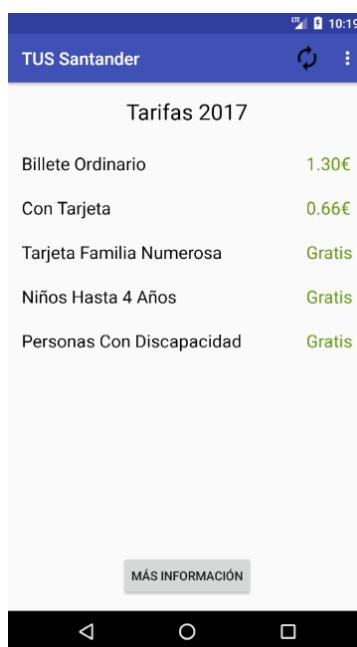 LTE 10:19
TUS Santander
Tarifas 2017
Billete Ordinario 1.30€
Con Tarjeta 0.66€
Tarjeta Familia Numerosa Gratis
Niños Hasta 4 Años Gratis
Personas Con Discapacidad Gratis
MÁS INFORMACIÓN